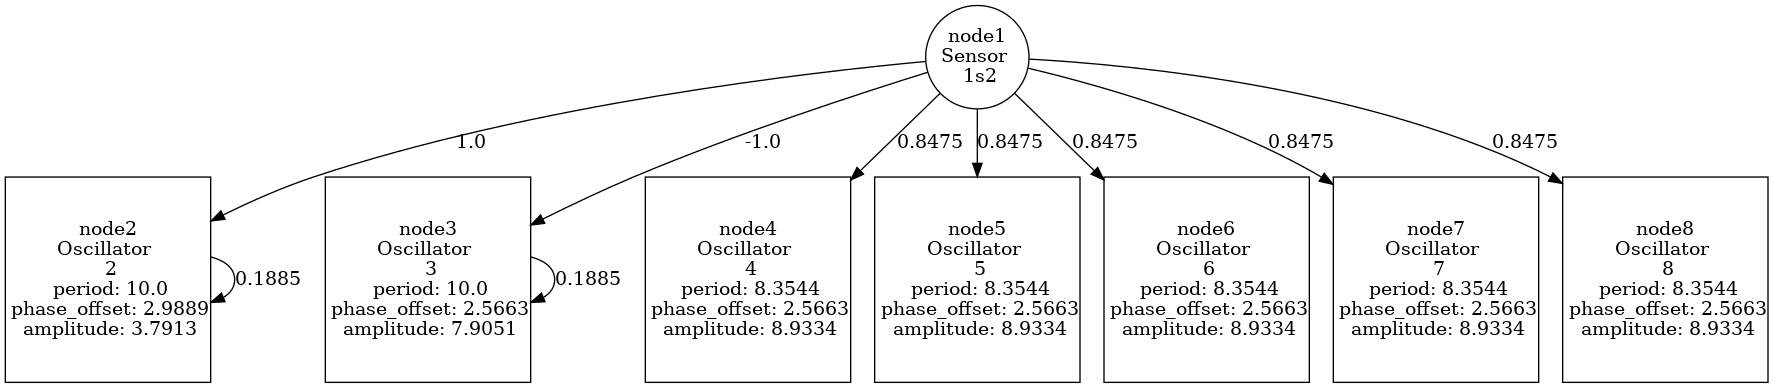 node1
Sensor
1s2
1.0
-1.0
0.8475
0.8475
0.8475
0.8475
0.8475
node2
Oscillator
2
period: 10.0
phase_offset: 2.9889
amplitude: 3.7913
0.1885
node3
Oscillator
3
period: 10.0
phase_offset: 2.5663
amplitude: 7.9051
0.1885
node4
Oscillator
4
period: 8.3544
phase_offset: 2.5663
amplitude: 8.9334
node5
Oscillator
5
period: 8.3544
phase_offset: 2.5663
amplitude: 8.9334
node6
Oscillator
6
period: 8.3544
phase_offset: 2.5663
amplitude: 8.9334
node7
Oscillator
7
period: 8.3544
phase_offset: 2.5663
amplitude: 8.9334
node8
Oscillator
8
period: 8.3544
phase_offset: 2.5663
amplitude: 8.9334